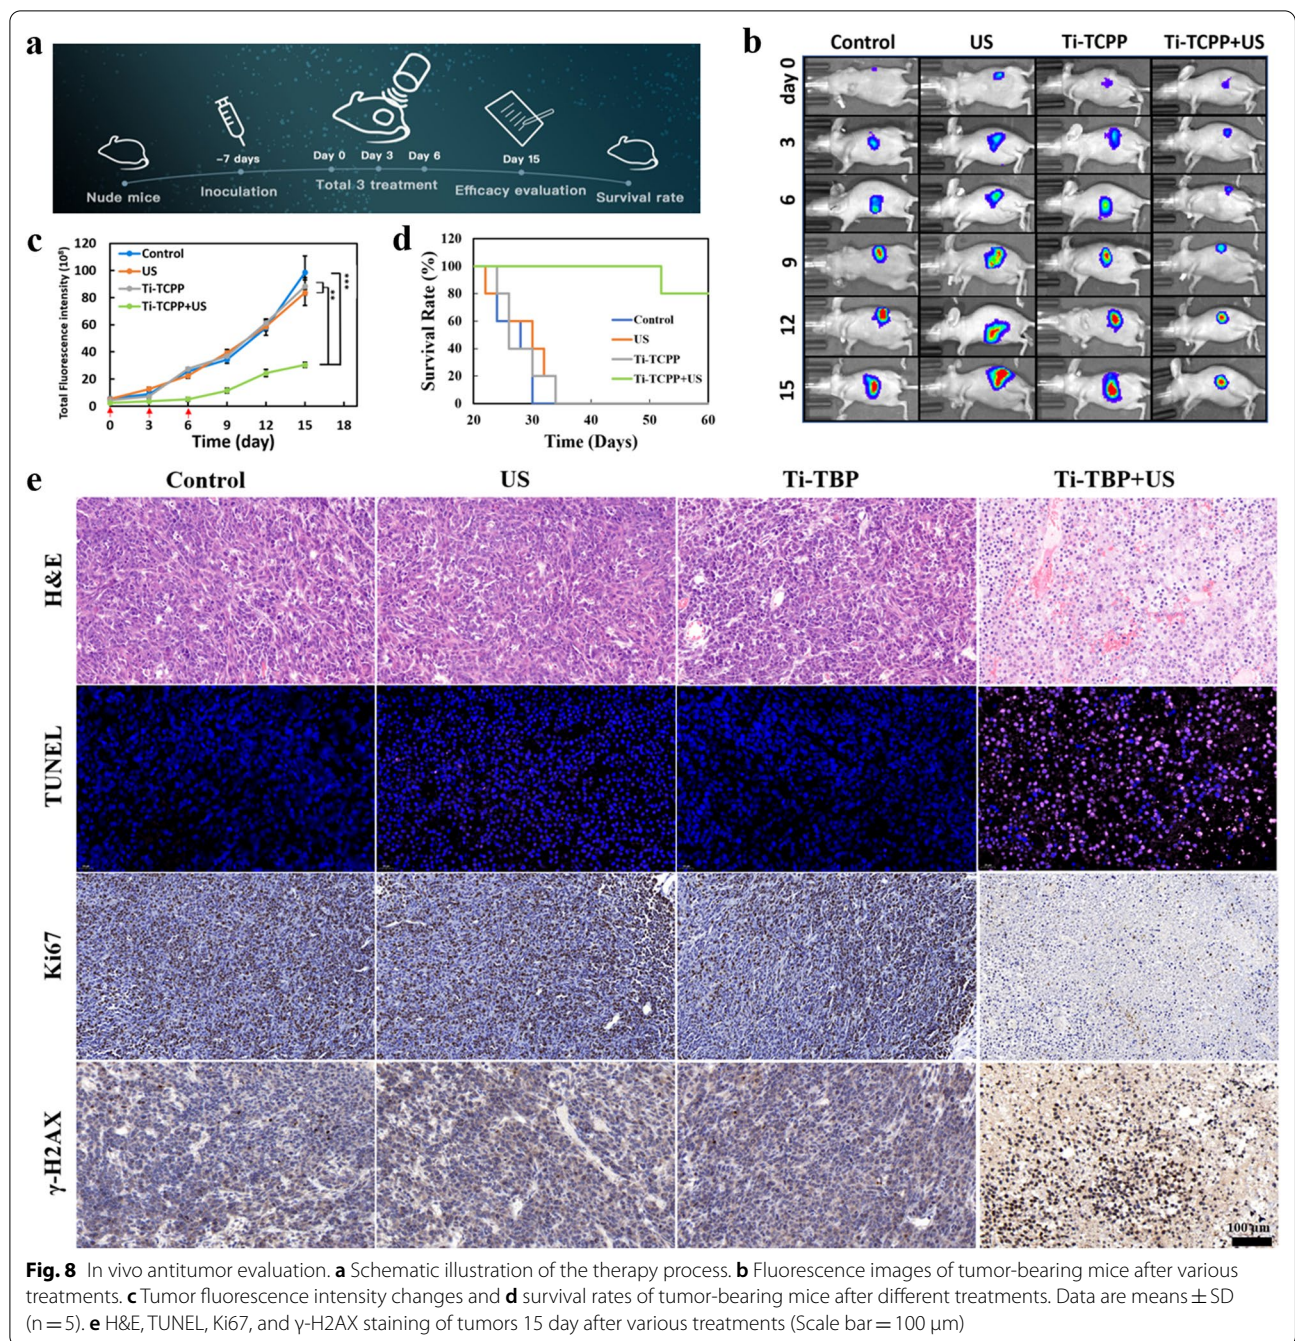 a
Nude mice
-7 days
Inoculation
Day 0 Day 3 Day 6
Total 3 treatment
Day 15
Efficacy evaluation
Survival rate
b
Control US Ti-TCPP Ti-TCPP+US
day 0
3
6
9
12
15
c
Total Fluorescence intensity (10⁸)
120
100
80
60
40
20
0
Control
US
Ti-TCPP
Ti-TCPP+US
**
***
0 3 6 9 12 15 18
Time (day)
d
Survival Rate (%)
120
100
80
60
40
20
0
Control
US
Ti-TCPP
Ti-TCPP+US
20 30 40 50 60
Time (Days)
e
Control US Ti-TBP Ti-TBP+US
H&E
TUNEL
Ki67
γ-H2AX
100 μm
Fig. 8 In vivo antitumor evaluation. a Schematic illustration of the therapy process. b Fluorescence images of tumor-bearing mice after various
treatments. c Tumor fluorescence intensity changes and d survival rates of tumor-bearing mice after different treatments. Data are means ± SD
(n = 5). e H&E, TUNEL, Ki67, and γ-H2AX staining of tumors 15 day after various treatments (Scale bar = 100 μm)